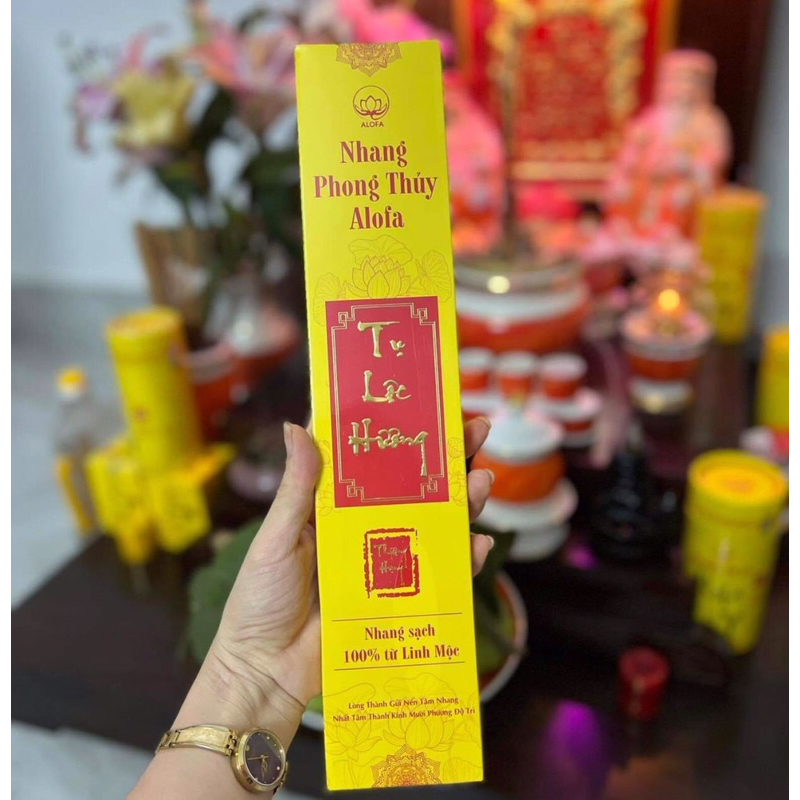 ALOFA
Nhang
Phong Thủy
Alofa
Tụ
Lộc
Hương
Nhang sạch
100% từ Linh Mộc
Lòng Thành Gửi Nén Tâm Nhang
Nhất Tâm Thành Kính Mười Phương Độ Trì